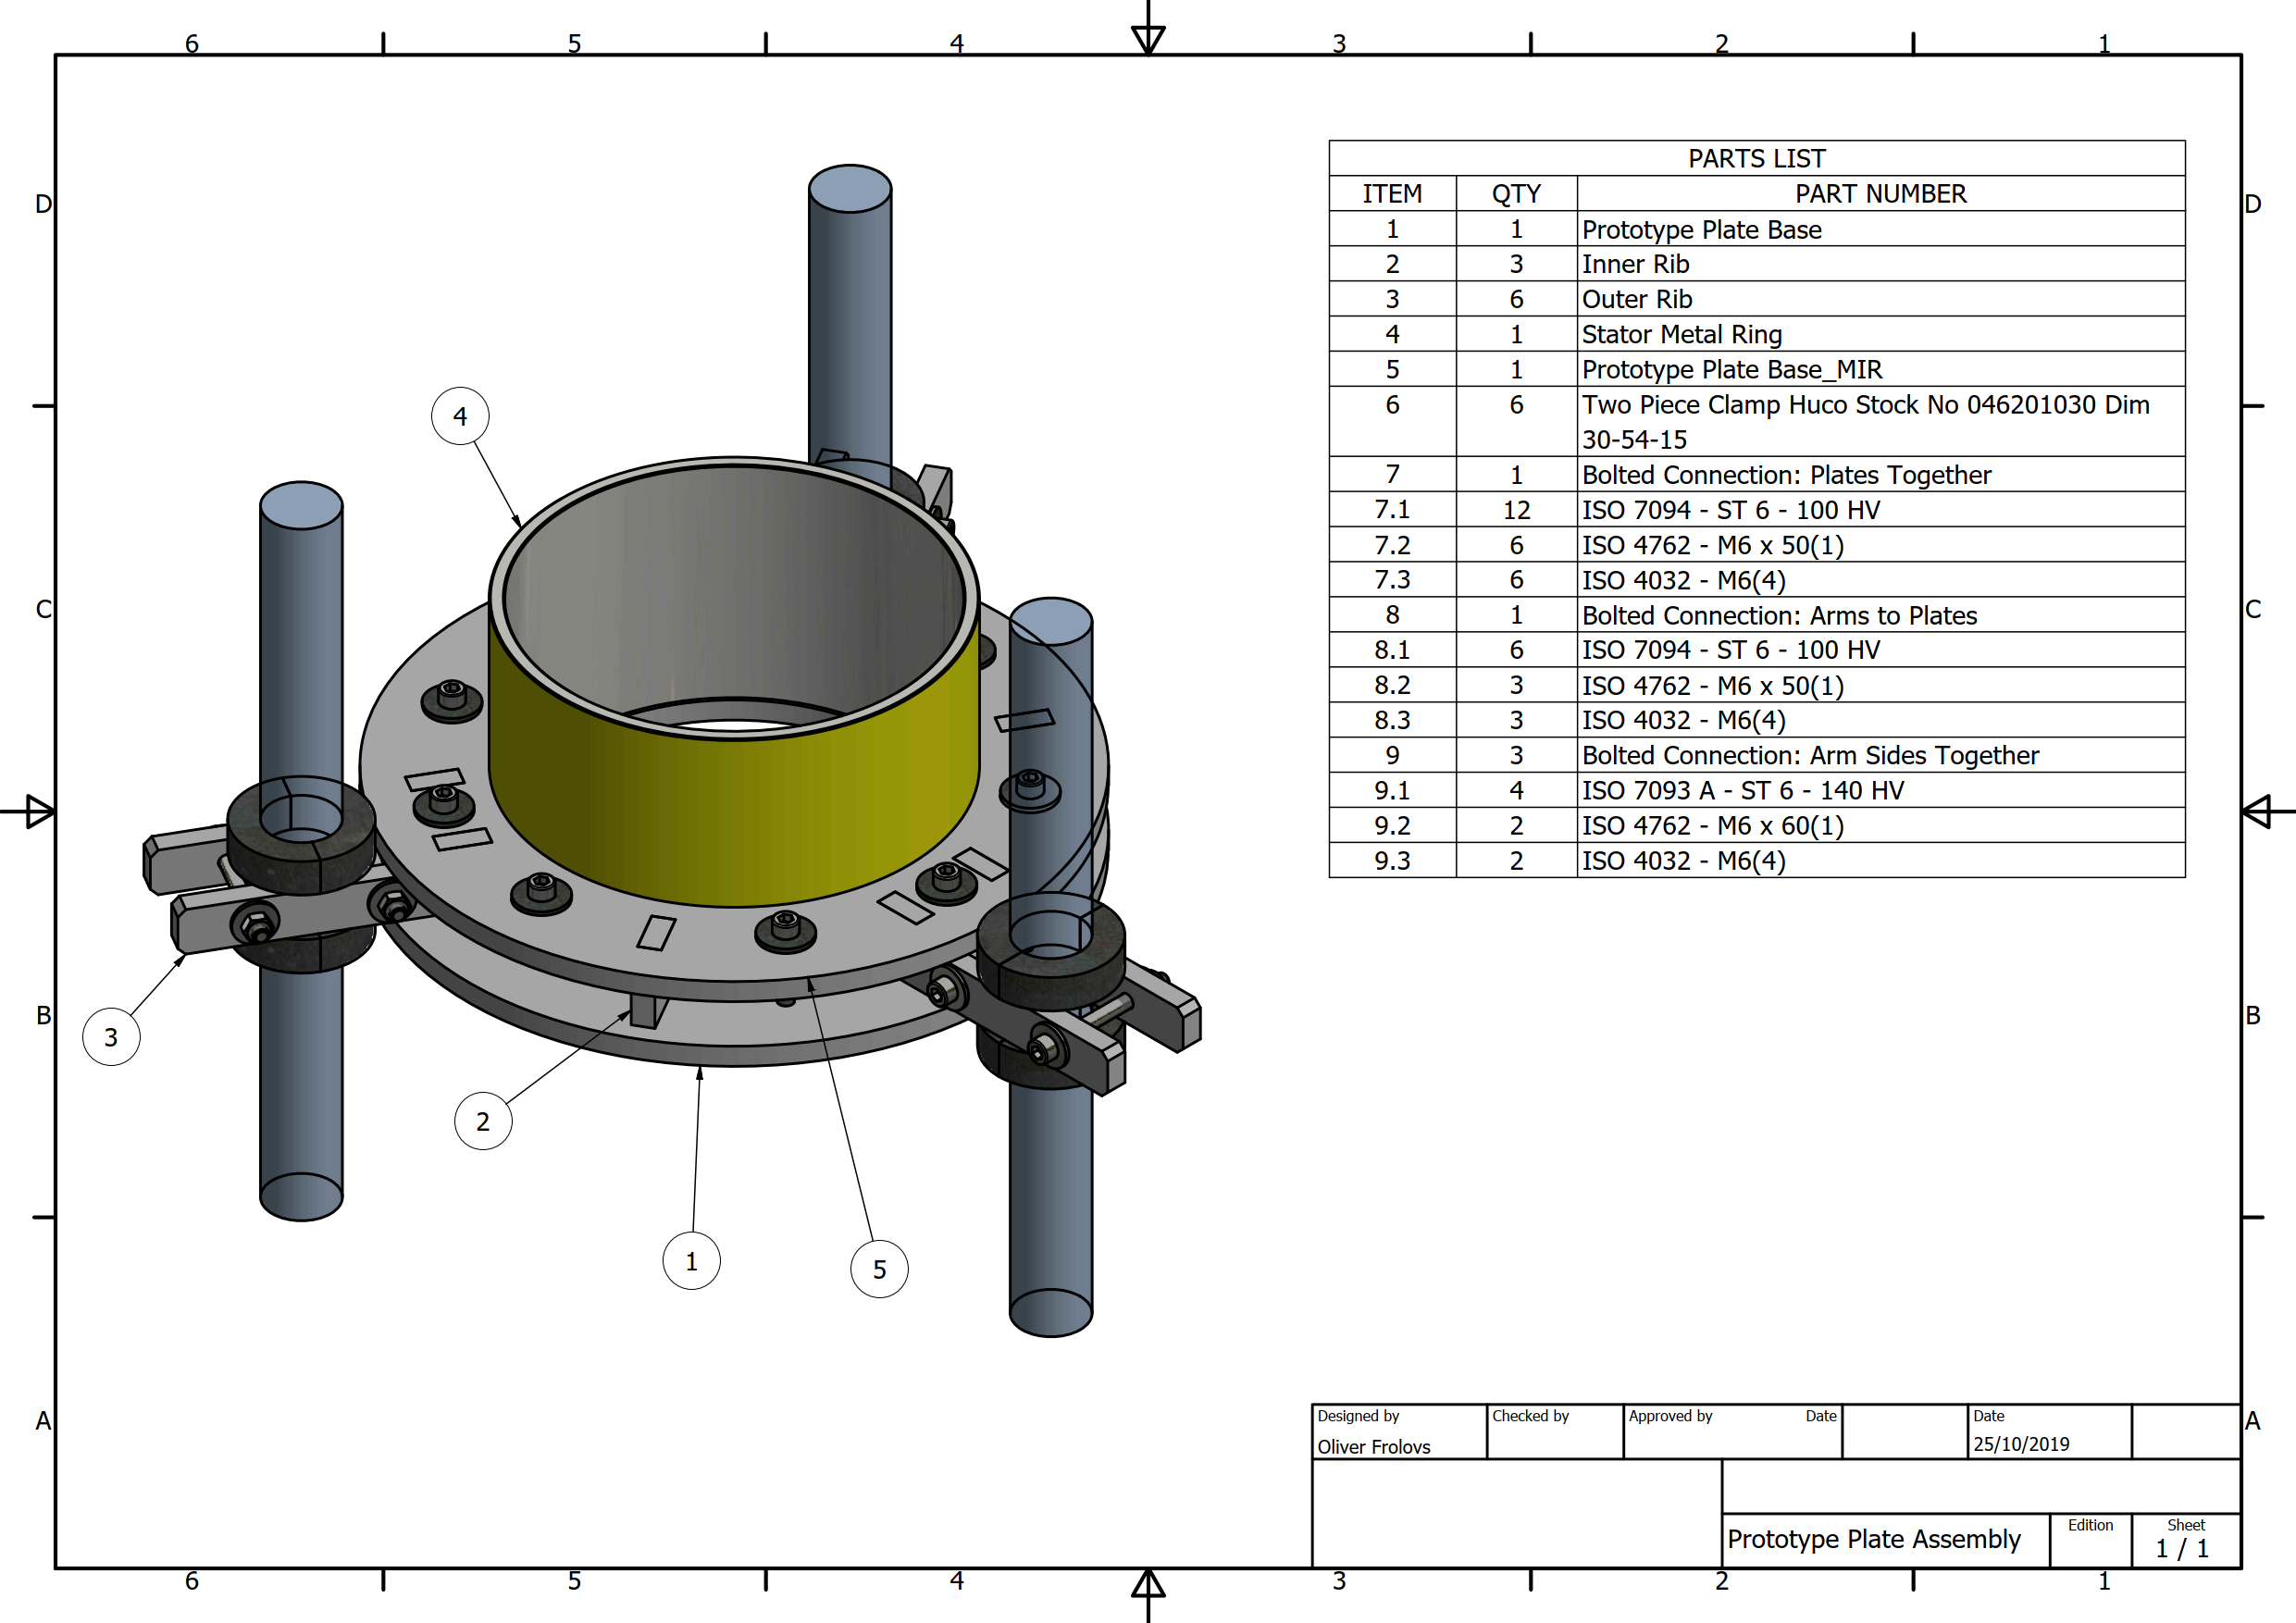 6 5 4 3 2 1
D D
PARTS LIST
ITEM QTY PART NUMBER
1 1 Prototype Plate Base
2 3 Inner Rib
3 6 Outer Rib
4 1 Stator Metal Ring
5 1 Prototype Plate Base_MIR
6 6 Two Piece Clamp Huco Stock No 046201030 Dim
30-54-15
7 1 Bolted Connection: Plates Together
7.1 12 ISO 7094 - ST 6 - 100 HV
7.2 6 ISO 4762 - M6 x 50(1)
7.3 6 ISO 4032 - M6(4)
8 1 Bolted Connection: Arms to Plates
8.1 6 ISO 7094 - ST 6 - 100 HV
8.2 3 ISO 4762 - M6 x 50(1)
8.3 3 ISO 4032 - M6(4)
9 3 Bolted Connection: Arm Sides Together
9.1 4 ISO 7093 A - ST 6 - 140 HV
9.2 2 ISO 4762 - M6 x 60(1)
9.3 2 ISO 4032 - M6(4)
4
C C
B B
3
2
1
5
A A
Designed by Checked by Approved by Date Date
Oliver Frolovs 25/10/2019
Edition Sheet
Prototype Plate Assembly 1 / 1
6 5 4 3 2 1